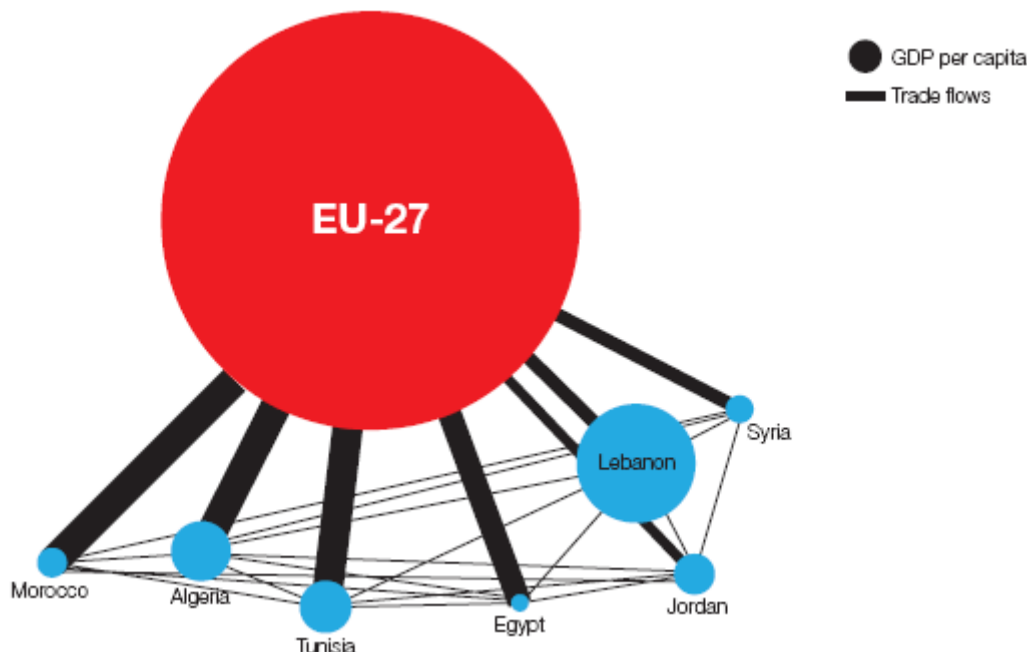 GDP per capita
Trade flows
EU-27
Syria
Lebanon
Morocco
Algeria
Tunisia
Egypt
Jordan